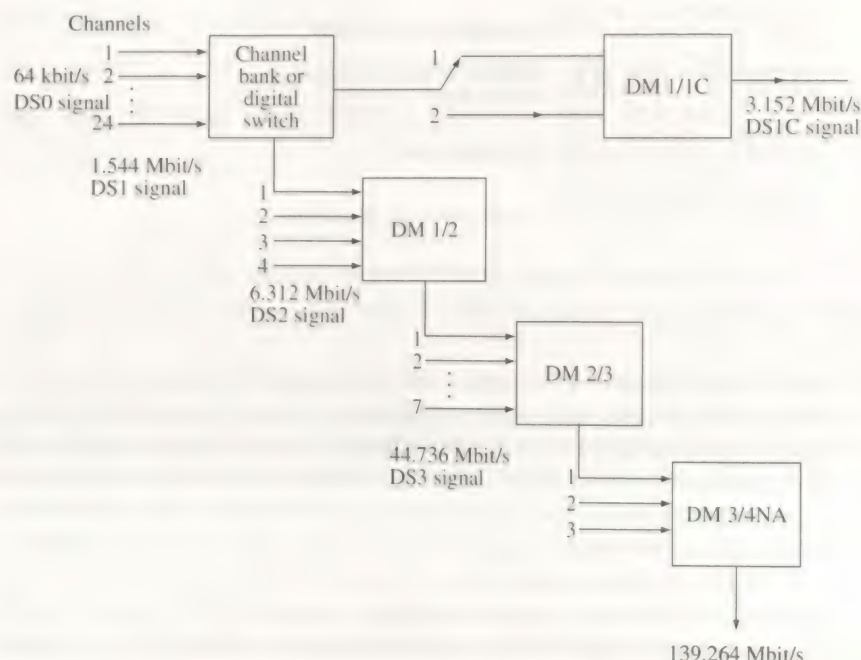 Channels
1
64 kbit/s 2
DS0 signal ⋮
24
Channel
bank or
digital
switch
1
2
DM 1/1C
3.152 Mbit/s
DS1C signal
1.544 Mbit/s
DS1 signal
1
2
3
4
DM 1/2
6.312 Mbit/s
DS2 signal
1
2
⋮
7
DM 2/3
44.736 Mbit/s
DS3 signal
1
2
3
DM 3/4NA
139.264 Mbit/s